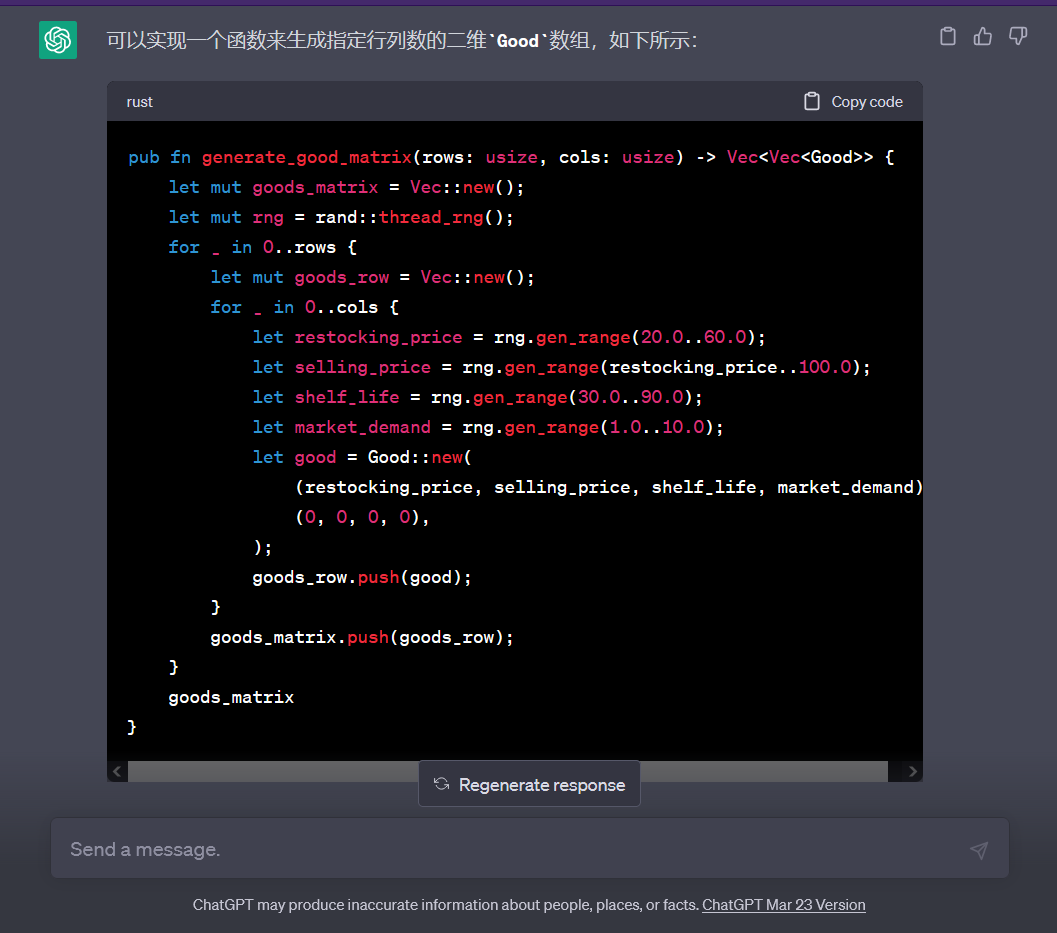 可以实现一个函数来生成指定行列数的二维`Good`数组，如下所示：
rust
Copy code
pub fn generate_good_matrix(rows: usize, cols: usize) -> Vec<Vec<Good>> {
    let mut goods_matrix = Vec::new();
    let mut rng = rand::thread_rng();
    for _ in 0..rows {
        let mut goods_row = Vec::new();
        for _ in 0..cols {
            let restocking_price = rng.gen_range(20.0..60.0);
            let selling_price = rng.gen_range(restocking_price..100.0);
            let shelf_life = rng.gen_range(30.0..90.0);
            let market_demand = rng.gen_range(1.0..10.0);
            let good = Good::new(
                (restocking_price, selling_price, shelf_life, market_demand)
                (0, 0, 0, 0),
            );
            goods_row.push(good);
        }
        goods_matrix.push(goods_row);
    }
    goods_matrix
}
Regenerate response
Send a message.
ChatGPT may produce inaccurate information about people, places, or facts. ChatGPT Mar 23 Version